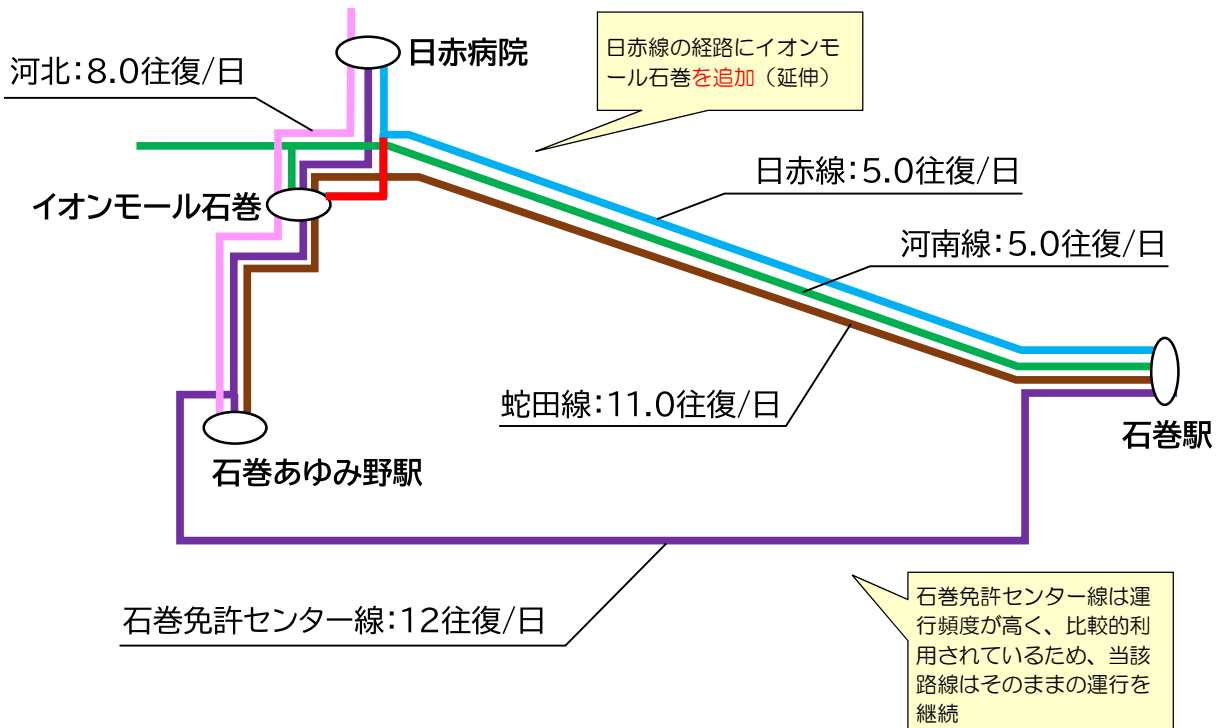 日赤病院
日赤線の経路にイオンモ
ール石巻を追加（延伸）
河北：8.0往復/日
日赤線：5.0往復/日
イオンモール石巻
河南線：5.0往復/日
蛇田線：11.0往復/日
石巻駅
石巻あゆみ野駅
石巻免許センター線：12往復/日
石巻免許センター線は運
行頻度が高く、比較的利
用されているため、当該
路線はそのままの運行を
継続